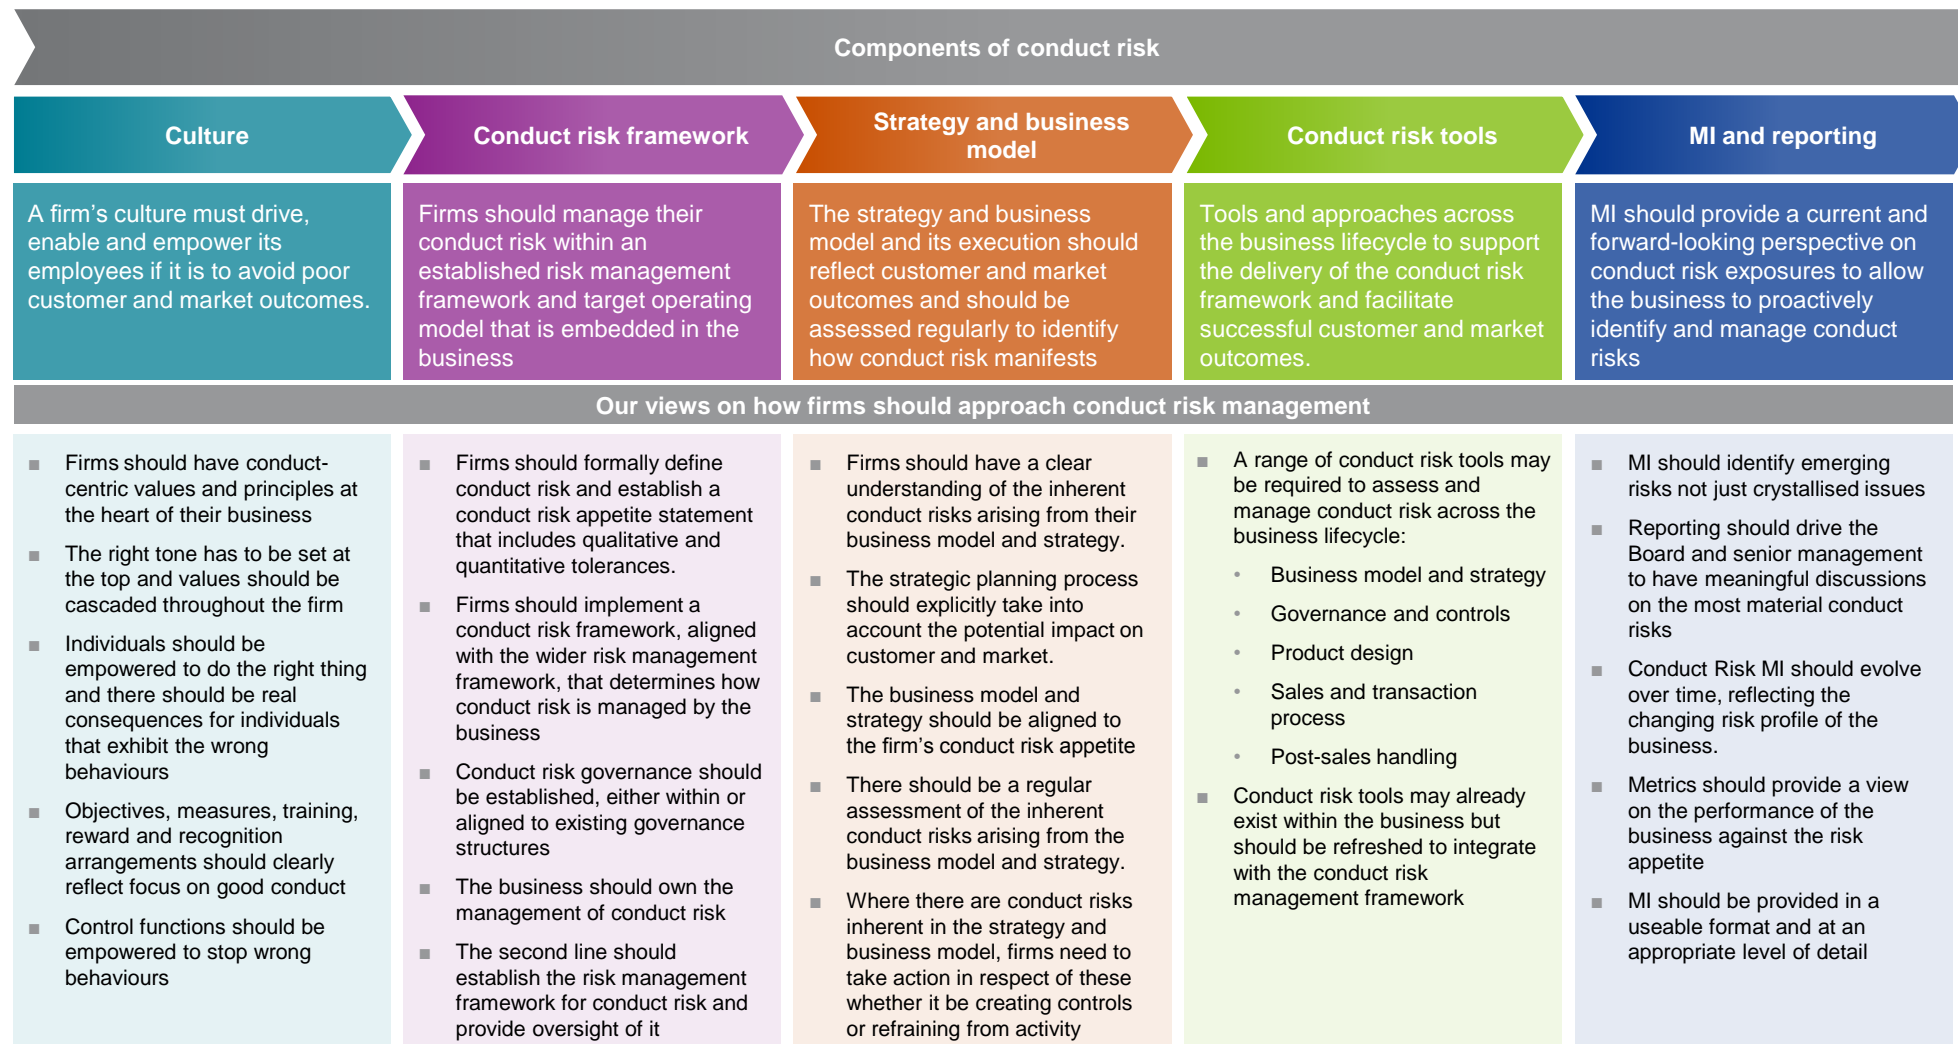 Components of conduct risk
Culture
Conduct risk framework
Strategy and business
model
Conduct risk tools
MI and reporting
A firm's culture must drive,
enable and empower its
employees if it is to avoid poor
customer and market outcomes.
Firms should manage their
conduct risk within an
established risk management
framework and target operating
model that is embedded in the
business
The strategy and business
model and its execution should
reflect customer and market
outcomes and should be
assessed regularly to identify
how conduct risk manifests
Tools and approaches across
the business lifecycle to support
the delivery of the conduct risk
framework and facilitate
successful customer and market
outcomes.
MI should provide a current and
forward-looking perspective on
conduct risk exposures to allow
the business to proactively
identify and manage conduct
risks
Our views on how firms should approach conduct risk management
■ Firms should have conduct-
centric values and principles at
the heart of their business
■ The right tone has to be set at
the top and values should be
cascaded throughout the firm
■ Individuals should be
empowered to do the right thing
and there should be real
consequences for individuals
that exhibit the wrong
behaviours
■ Objectives, measures, training,
reward and recognition
arrangements should clearly
reflect focus on good conduct
■ Control functions should be
empowered to stop wrong
behaviours
■ Firms should formally define
conduct risk and establish a
conduct risk appetite statement
that includes qualitative and
quantitative tolerances.
■ Firms should implement a
conduct risk framework, aligned
with the wider risk management
framework, that determines how
conduct risk is managed by the
business
■ Conduct risk governance should
be established, either within or
aligned to existing governance
structures
■ The business should own the
management of conduct risk
■ The second line should
establish the risk management
framework for conduct risk and
provide oversight of it
■ Firms should have a clear
understanding of the inherent
conduct risks arising from their
business model and strategy.
■ The strategic planning process
should explicitly take into
account the potential impact on
customer and market.
■ The business model and
strategy should be aligned to
the firm's conduct risk appetite
■ There should be a regular
assessment of the inherent
conduct risks arising from the
business model and strategy.
■ Where there are conduct risks
inherent in the strategy and
business model, firms need to
take action in respect of these
whether it be creating controls
or refraining from activity
■ A range of conduct risk tools may
be required to assess and
manage conduct risk across the
business lifecycle:
• Business model and strategy
• Governance and controls
• Product design
• Sales and transaction
process
• Post-sales handling
■ Conduct risk tools may already
exist within the business but
should be refreshed to integrate
with the conduct risk
management framework
■ MI should identify emerging
risks not just crystallised issues
■ Reporting should drive the
Board and senior management
to have meaningful discussions
on the most material conduct
risks
■ Conduct Risk MI should evolve
over time, reflecting the
changing risk profile of the
business.
■ Metrics should provide a view
on the performance of the
business against the risk
appetite
■ MI should be provided in a
useable format and at an
appropriate level of detail